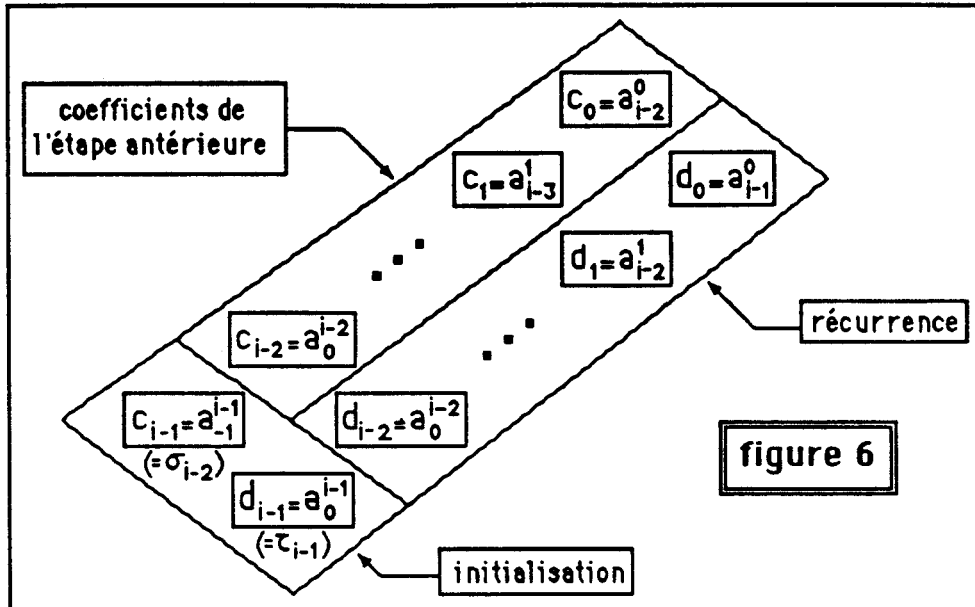 coefficients de
l'étape antérieure
c₀=a⁰ᵢ₋₂
c₁=a¹ᵢ₋₃
d₀=a⁰ᵢ₋₁
d₁=a¹ᵢ₋₂
récurrence
cᵢ₋₂=a₀ⁱ⁻²
cᵢ₋₁=a₋₁ⁱ⁻¹
(=σᵢ₋₂)
dᵢ₋₂=a₀ⁱ⁻²
dᵢ₋₁=a₀ⁱ⁻¹
(=τᵢ₋₁)
figure 6
initialisation